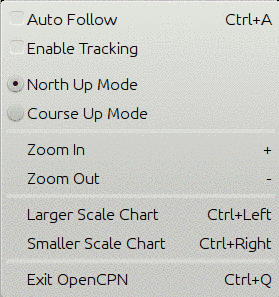 Auto Follow Ctrl+A
Enable Tracking
North Up Mode
Course Up Mode
Zoom In +
Zoom Out -
Larger Scale Chart Ctrl+Left
Smaller Scale Chart Ctrl+Right
Exit OpenCPN Ctrl+Q